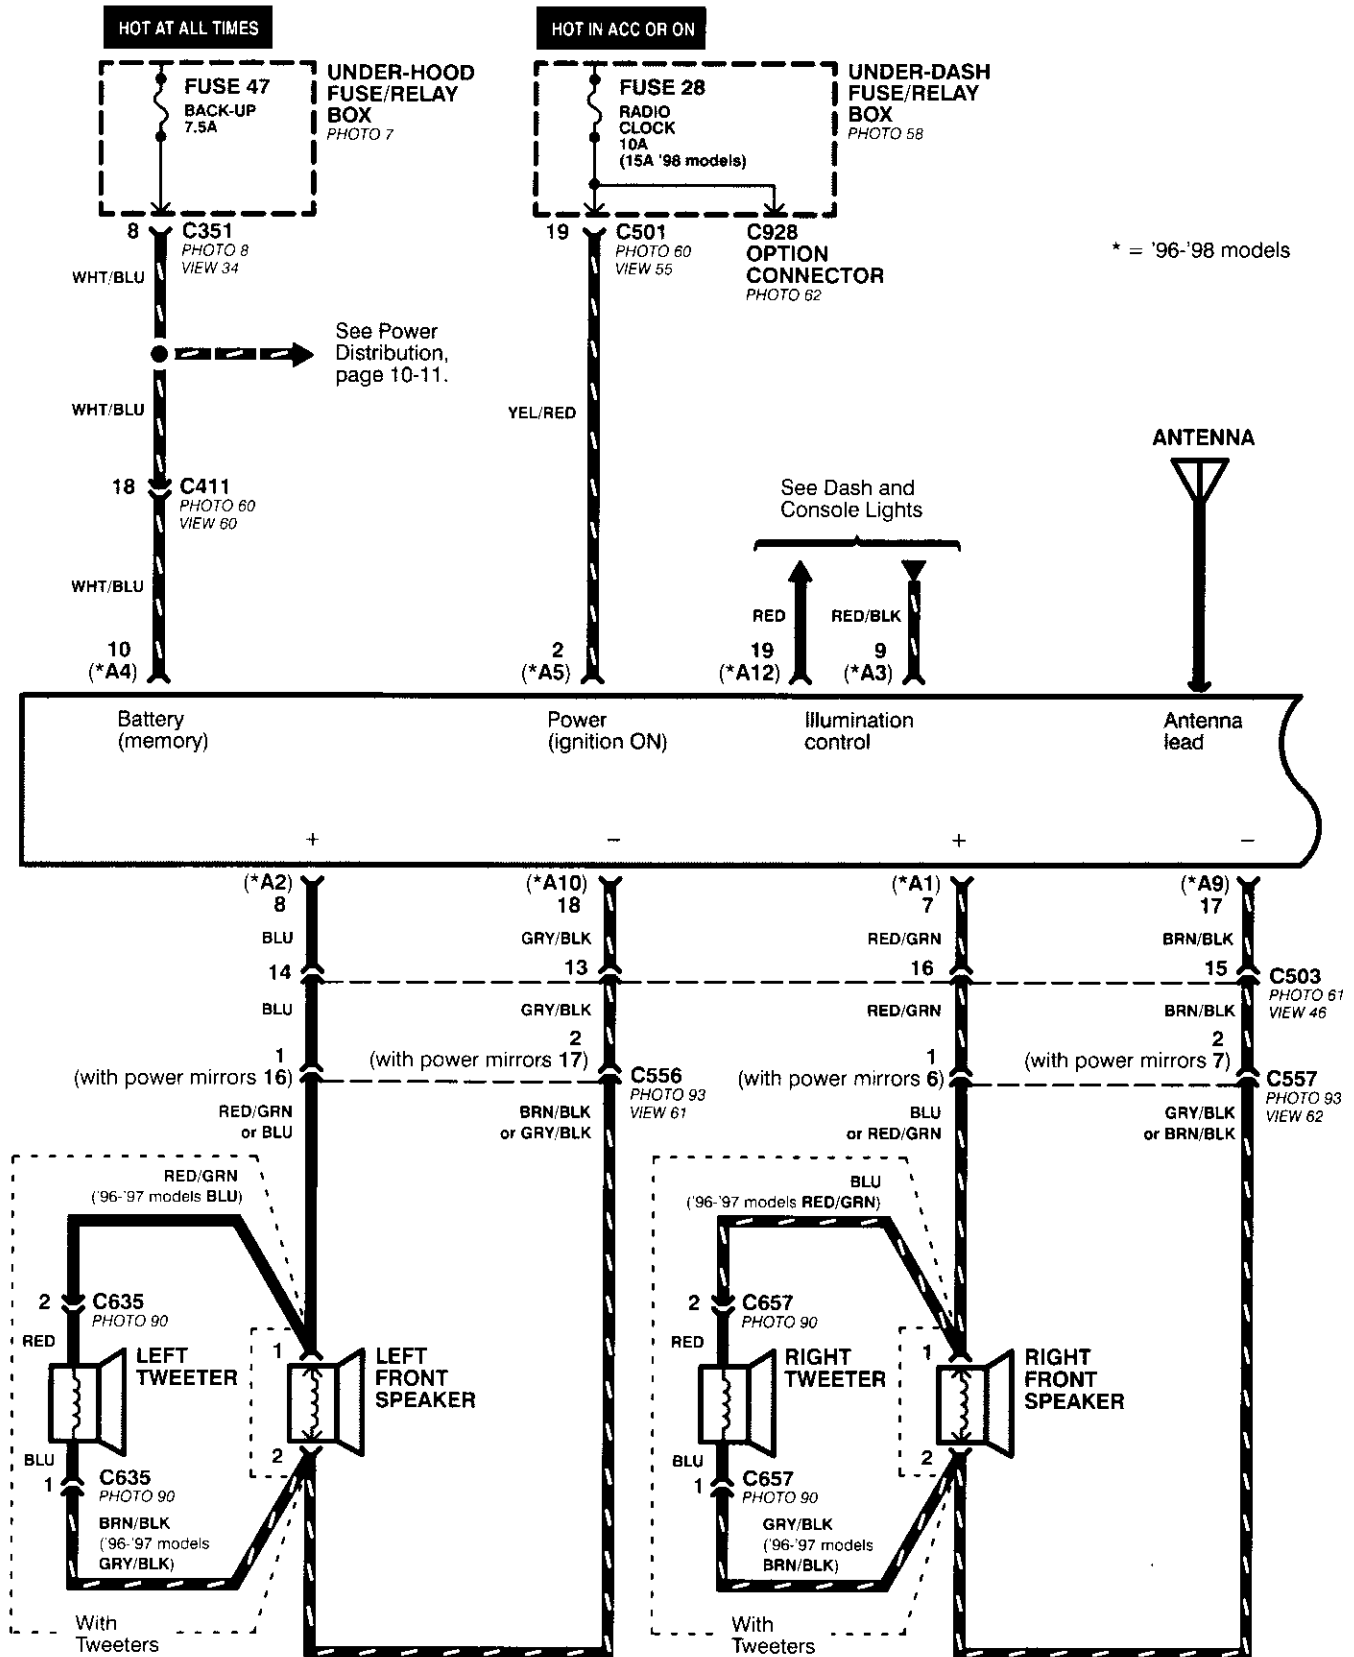 HOT AT ALL TIMES
HOT IN ACC OR ON
FUSE 47
BACK-UP
7.5A
UNDER-HOOD
FUSE/RELAY
BOX
PHOTO 7
FUSE 28
RADIO
CLOCK
10A
(15A '98 models)
UNDER-DASH
FUSE/RELAY
BOX
PHOTO 58
8
C351
PHOTO 8
VIEW 34
19
C501
PHOTO 60
VIEW 55
C928
OPTION
CONNECTOR
PHOTO 62
* = '96-'98 models
WHT/BLU
See Power
Distribution,
page 10-11.
WHT/BLU
YEL/RED
ANTENNA
18
C411
PHOTO 60
VIEW 60
See Dash and
Console Lights
WHT/BLU
RED
RED/BLK
10
(*A4)
2
(*A5)
19
(*A12)
9
(*A3)
Battery
(memory)
Power
(ignition ON)
Illumination
control
Antenna
lead
+
−
+
−
(*A2)
8
(*A10)
18
(*A1)
7
(*A9)
17
BLU
GRY/BLK
RED/GRN
BRN/BLK
14
13
16
15
C503
PHOTO 61
VIEW 46
BLU
GRY/BLK
RED/GRN
BRN/BLK
1
(with power mirrors 16)
2
(with power mirrors 17)
C556
PHOTO 93
VIEW 61
1
(with power mirrors 6)
2
(with power mirrors 7)
C557
PHOTO 93
VIEW 62
RED/GRN
or BLU
BRN/BLK
or GRY/BLK
BLU
or RED/GRN
GRY/BLK
or BRN/BLK
RED/GRN
('96-'97 models BLU)
BLU
('96-'97 models RED/GRN)
2
C635
PHOTO 90
RED
LEFT
TWEETER
1
LEFT
FRONT
SPEAKER
2
BLU
1
C635
PHOTO 90
BRN/BLK
('96-'97 models
GRY/BLK)
With
Tweeters
2
C657
PHOTO 90
RED
RIGHT
TWEETER
1
RIGHT
FRONT
SPEAKER
2
BLU
1
C657
PHOTO 90
GRY/BLK
('96-'97 models
BRN/BLK)
With
Tweeters